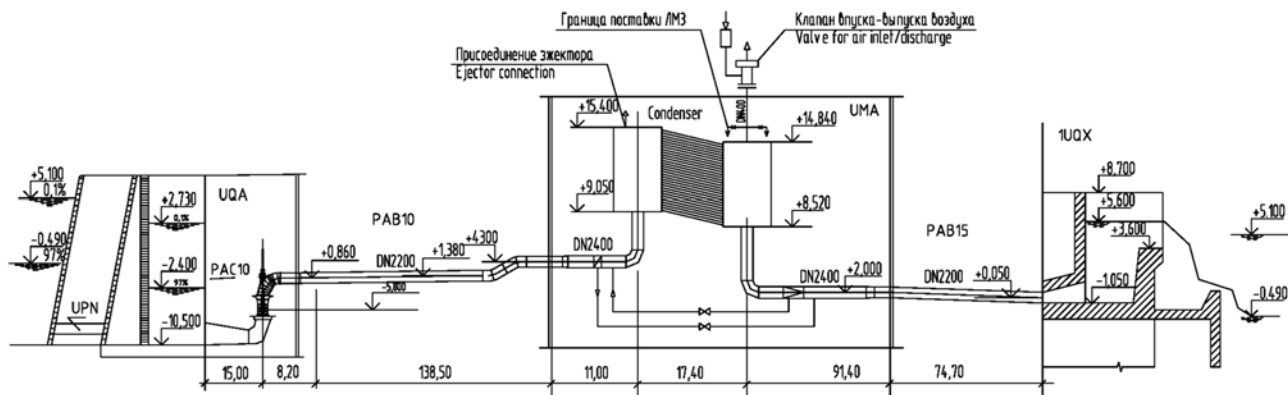 Граница поставки ЛМЗ
Клапан впуска-выпуска воздуха
Valve for air inlet/discharge
Присоединение эжектора
Ejector connection
DN400
+15,400
Condenser
UMA
+14,840
1UQX
+5,100
0,1%
UQA
+2,730
0,1%
+9,050
+8,520
+8,700
+5,600
+5.100
+3,600
-0.490
97%
PAC10
-2,400
97%
PAB10
+0,860
DN2200
+1,380
+4300
DN2400
PAB15
DN2400
+2,000
DN2200
+0,050
-1.050
-0.490
UPN
-5,800
-10,500
15,00
8,20
138,50
11,00
17,40
91,40
74,70